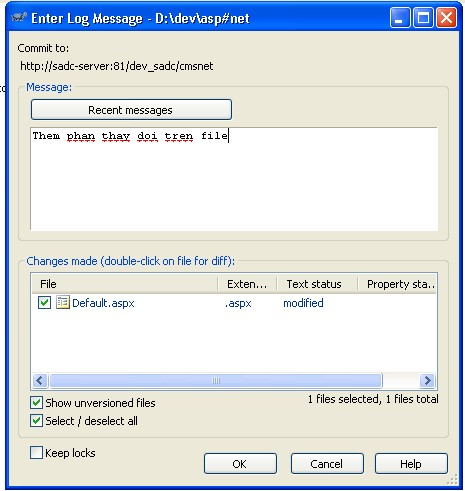 Enter Log Message - D:\dev\asp#net
Commit to:
http://sadc-server:81/dev_sadc/cmsnet
Message:
Recent messages
Them phan thay doi tren file
Changes made (double-click on file for diff):
File Exten... Text status Property sta..
Default.aspx .aspx modified
1 files selected, 1 files total
Show unversioned files
Select / deselect all
Keep locks
OK Cancel Help